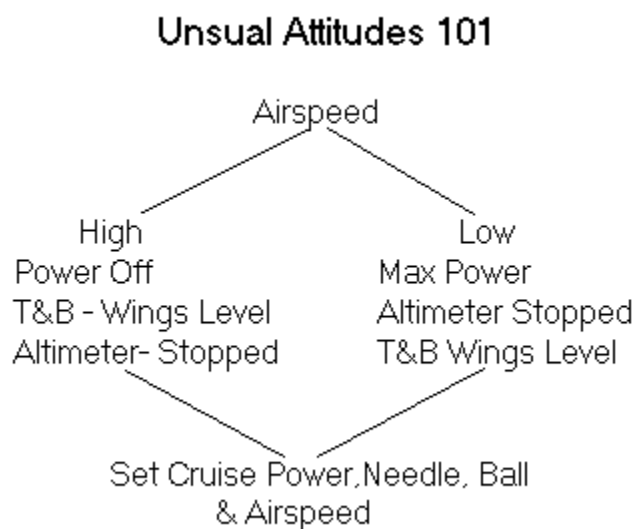 Unsual Attitudes 101
Airspeed
High
Power Off
T&B - Wings Level
Altimeter- Stopped
Low
Max Power
Altimeter Stopped
T&B Wings Level
Set Cruise Power,Needle, Ball
& Airspeed